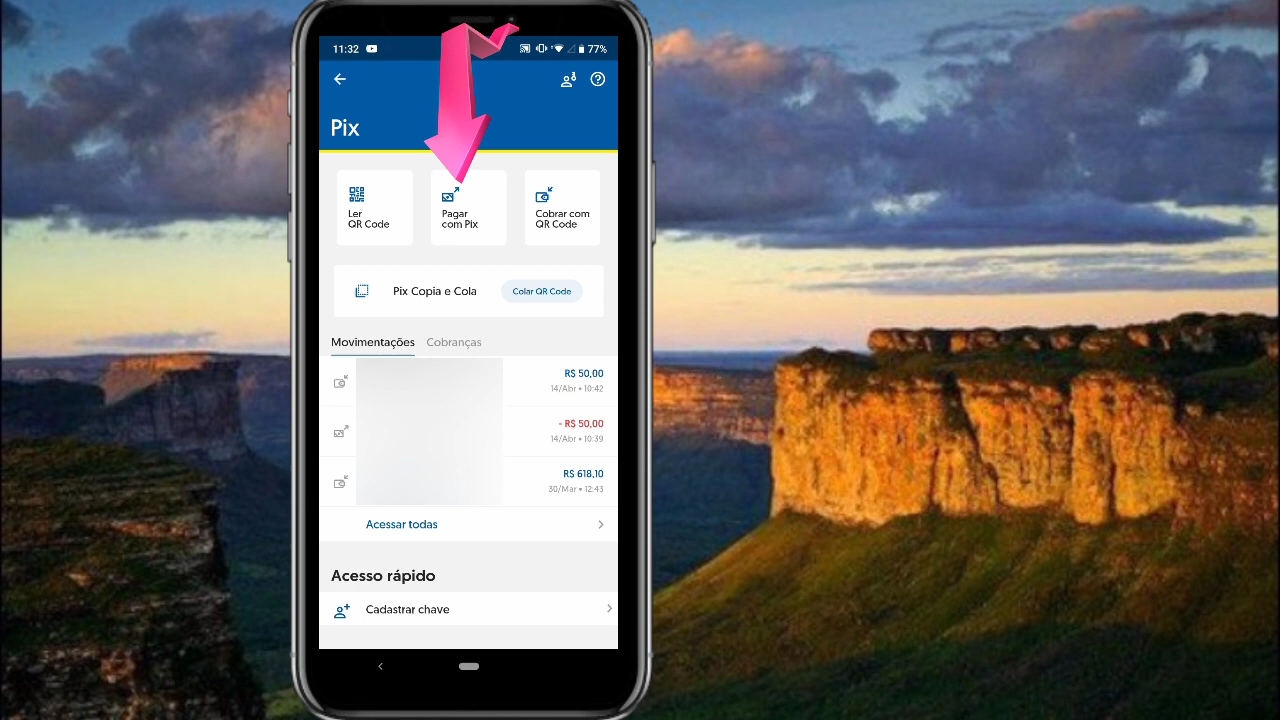 11:32 77%
Pix
Ler
QR Code
Pagar
com Pix
Cobrar com
QR Code
Pix Copia e Cola Colar QR Code
Movimentações Cobranças
R$ 50,00
14/Abr • 10:42
- R$ 50,00
14/Abr • 10:39
R$ 618,10
30/Mar • 12:43
Acessar todas
Acesso rápido
Cadastrar chave